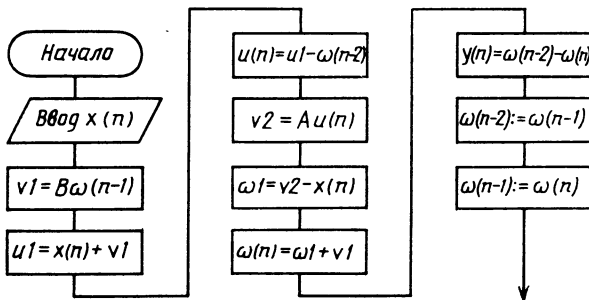 Начало
Ввод x(n)
v1=Bω(n-1)
u1=x(n)+v1
u(n)=u1-ω(n-2)
v2=Au(n)
ω1=v2-x(n)
ω(n)=ω1+v1
y(n)=ω(n-2)-ω(n)
ω(n-2):=ω(n-1)
ω(n-1):=ω(n)